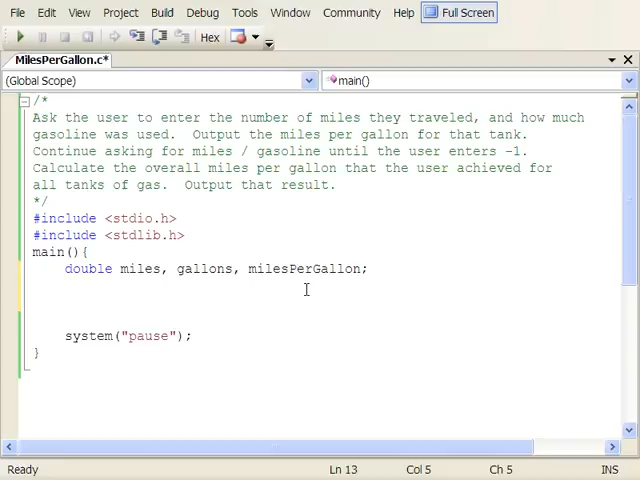 File Edit View Project Build Debug Tools Window Community Help Full Screen
Hex
MilesPerGallon.c*
(Global Scope) main()
/*
Ask the user to enter the number of miles they traveled, and how much
gasoline was used.  Output the miles per gallon for that tank.
Continue asking for miles / gasoline until the user enters -1.
Calculate the overall miles per gallon that the user achieved for
all tanks of gas.  Output that result.
*/
#include <stdio.h>
#include <stdlib.h>
main(){
    double miles, gallons, milesPerGallon;
    system("pause");
}
Ready Ln 13 Col 5 Ch 5 INS